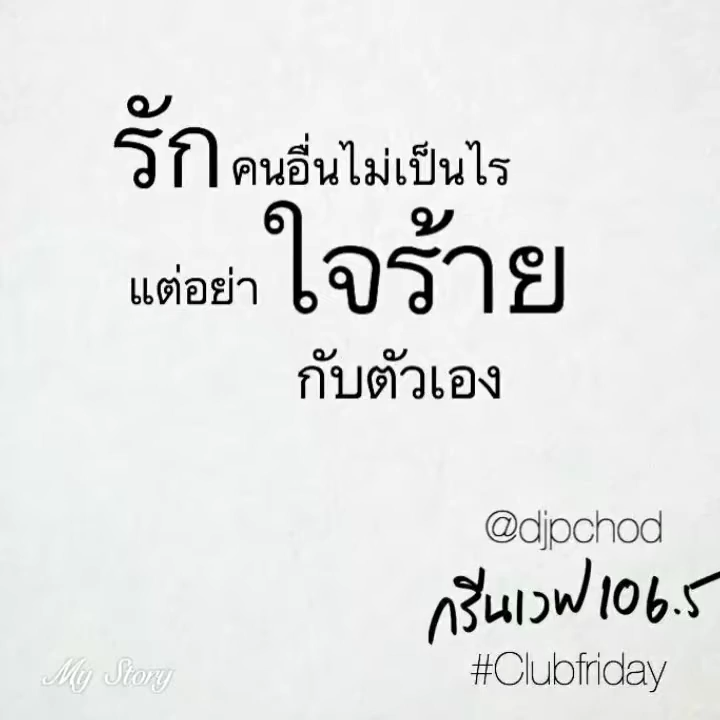 รักคนอื่นไม่เป็นไร
แต่อย่าใจร้าย
กับตัวเอง
@djpchod
กรีนเวฟ 106.5
#Clubfriday
My Story